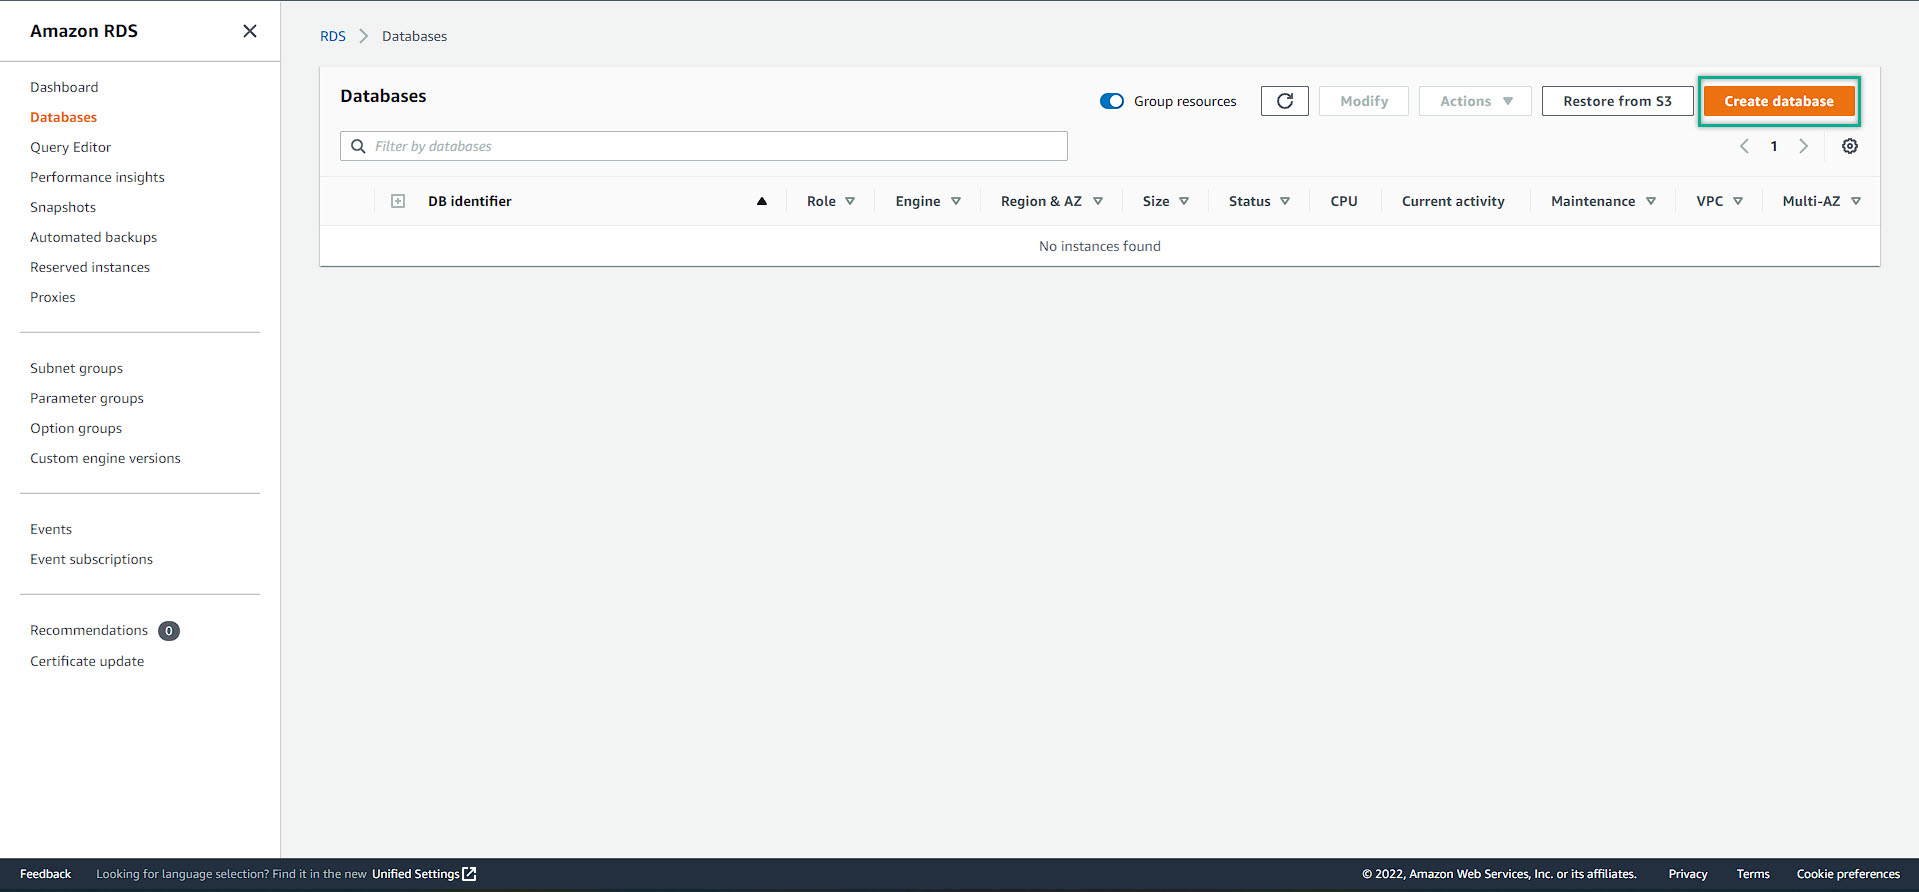 Amazon RDS
Dashboard
Databases
Query Editor
Performance insights
Snapshots
Automated backups
Reserved instances
Proxies
Subnet groups
Parameter groups
Option groups
Custom engine versions
Events
Event subscriptions
Recommendations 0
Certificate update
RDS Databases
Databases
Group resources Modify Actions Restore from S3 Create database
Filter by databases 1
DB identifier Role Engine Region & AZ Size Status CPU Current activity Maintenance VPC Multi-AZ
No instances found
Feedback Looking for language selection? Find it in the new Unified Settings © 2022, Amazon Web Services, Inc. or its affiliates. Privacy Terms Cookie preferences